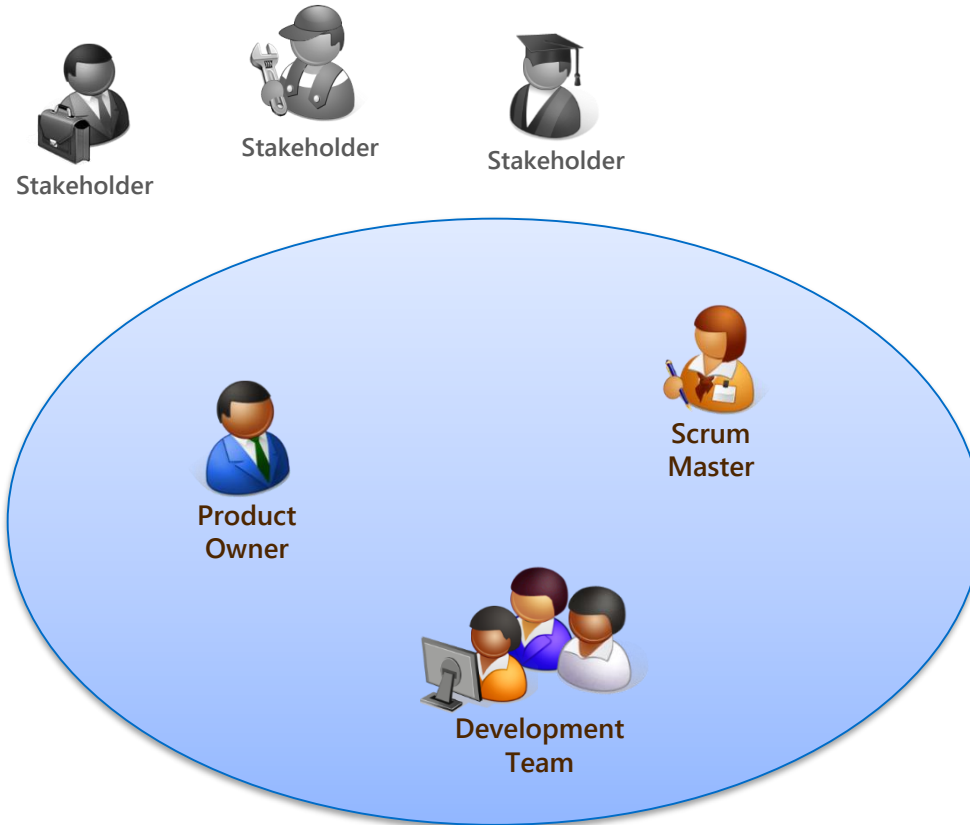 Stakeholder
Stakeholder
Stakeholder
Scrum
Master
Product
Owner
Development
Team